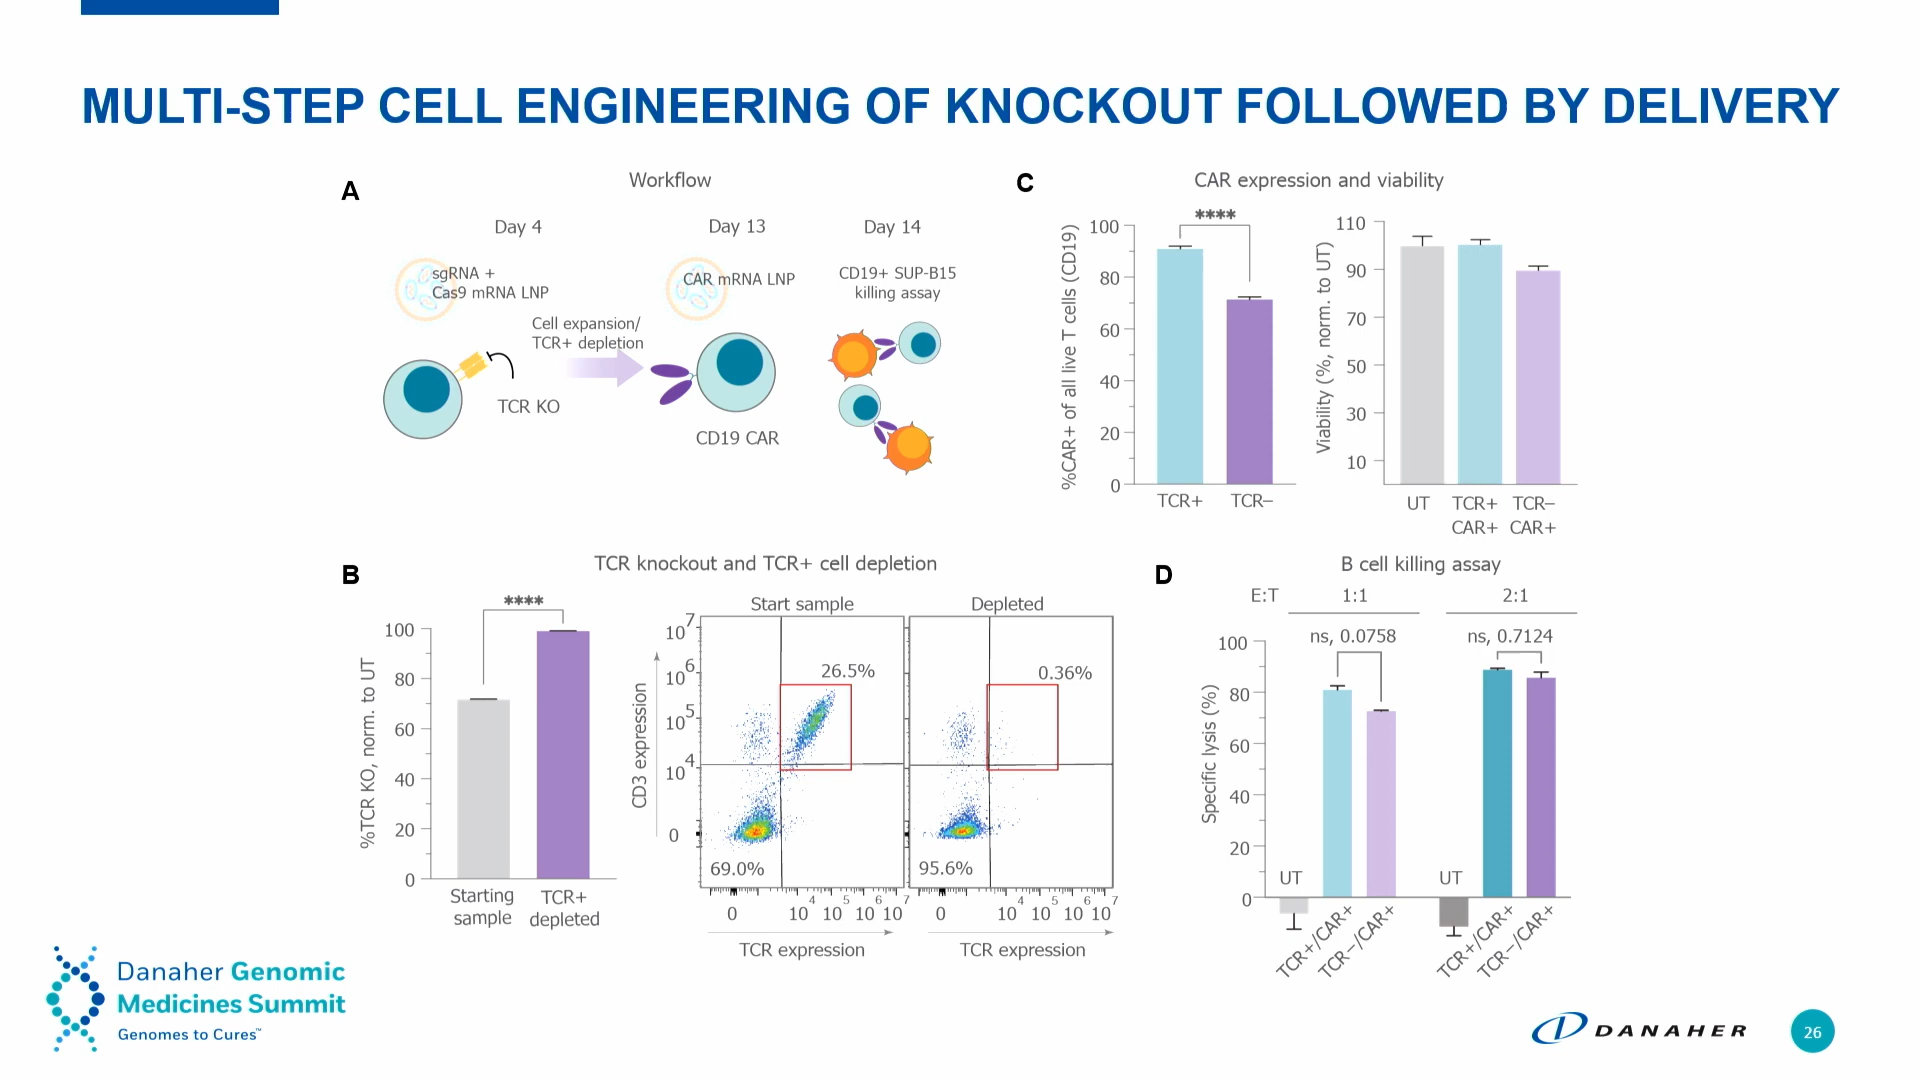 MULTI-STEP CELL ENGINEERING OF KNOCKOUT FOLLOWED BY DELIVERY
A
Workflow
Day 4
Day 13
Day 14
sgRNA +
Cas9 mRNA LNP
CAR mRNA LNP
CD19+ SUP-B15
killing assay
Cell expansion/
TCR+ depletion
TCR KO
CD19 CAR
C
CAR expression and viability
%CAR+ of all live T cells (CD19)
100
80
60
40
20
0
****
TCR+
TCR–
Viability (%, norm. to UT)
110
90
70
50
30
10
UT
TCR+
CAR+
TCR–
CAR+
B
TCR knockout and TCR+ cell depletion
%TCR KO, norm. to UT
100
80
60
40
20
0
****
Starting
sample
TCR+
depleted
Start sample
Depleted
CD3 expression
10^7
10^6
10^5
10^4
0
26.5%
69.0%
0.36%
95.6%
0 10^4 10^5 10^6 10^7
0 10^4 10^5 10^6 10^7
TCR expression
TCR expression
D
B cell killing assay
E:T
1:1
2:1
ns, 0.0758
ns, 0.7124
Specific lysis (%)
100
80
60
40
20
0
UT
TCR+/CAR+
TCR–/CAR+
UT
TCR+/CAR+
TCR–/CAR+
Danaher Genomic
Medicines Summit
Genomes to Cures™
DANAHER
26